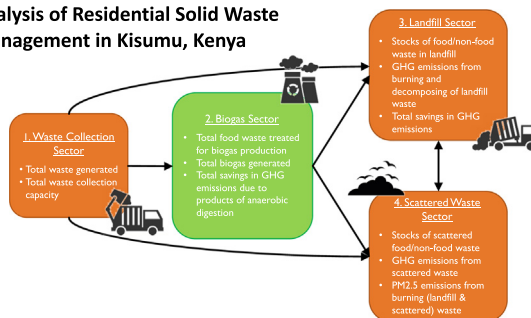 alysis of Residential Solid Waste
nagement in Kisumu, Kenya
1. Waste Collection
Sector
• Total waste generated
• Total waste collection
capacity
2. Biogas Sector
• Total food waste treated
for biogas production
• Total biogas generated
• Total savings in GHG
emissions due to
products of anaerobic
digestion
3. Landfill Sector
• Stocks of food/non-food
waste in landfill
• GHG emissions from
burning and
decomposing of landfill
waste
• Total savings in GHG
emissions
4. Scattered Waste
Sector
• Stocks of scattered
food/non-food waste
• GHG emissions from
scattered waste
• PM2.5 emissions from
burning (landfill &
scattered) waste